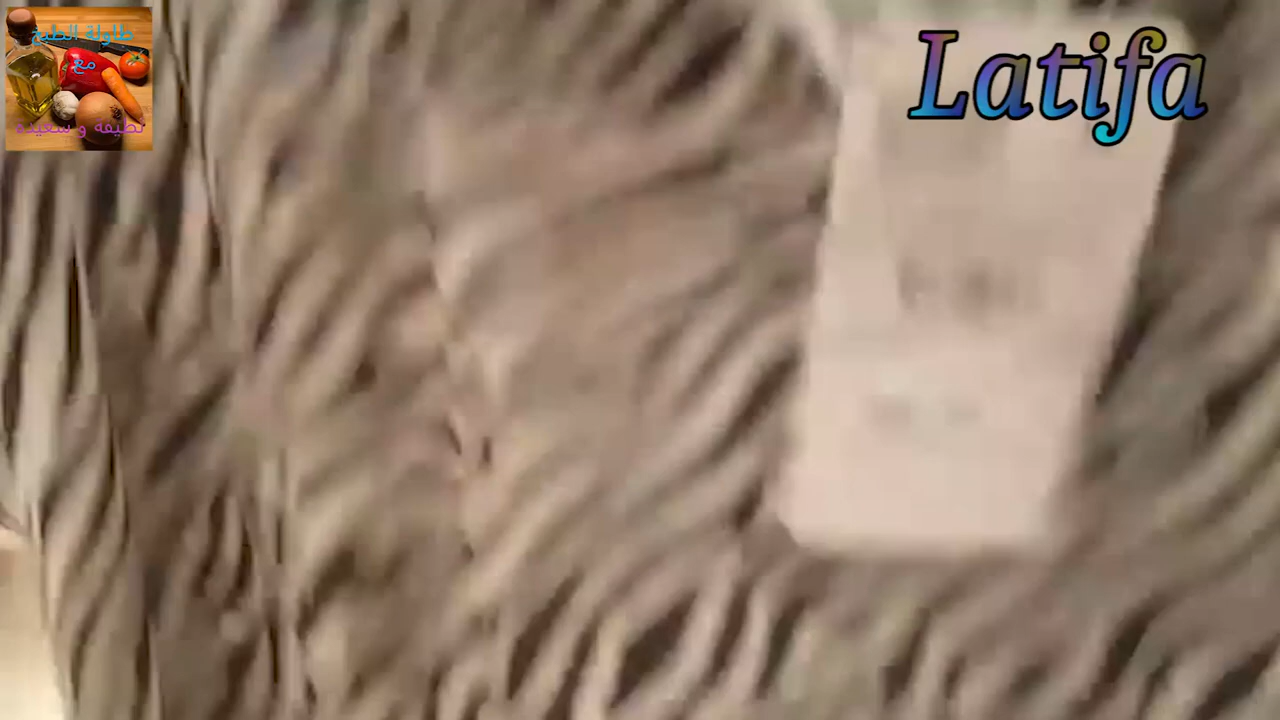 طاولة الطبخ
مع
لطيفة و سعيدة
Latifa